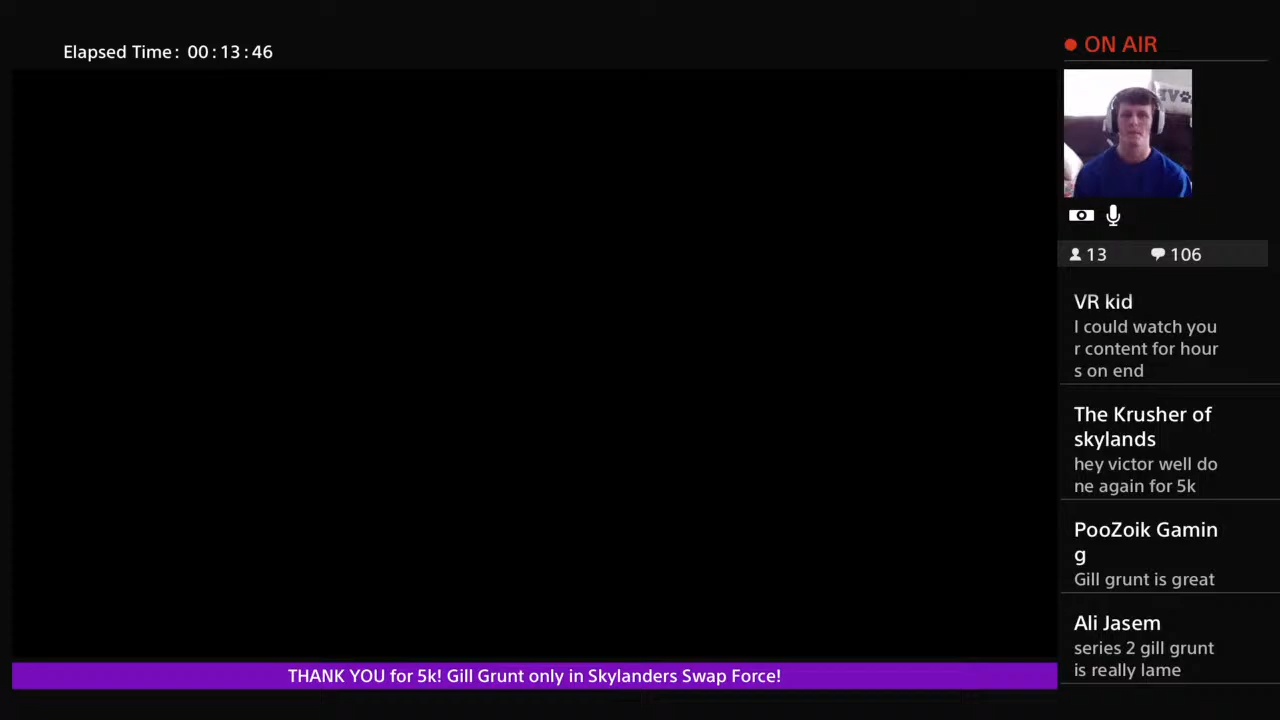 Elapsed Time: 00:13:46
ON AIR
13 106
VR kid
I could watch you
r content for hour
s on end
The Krusher of
skylands
hey victor well do
ne again for 5k
PooZoik Gamin
g
Gill grunt is great
Ali Jasem
series 2 gill grunt
is really lame
THANK YOU for 5k! Gill Grunt only in Skylanders Swap Force!